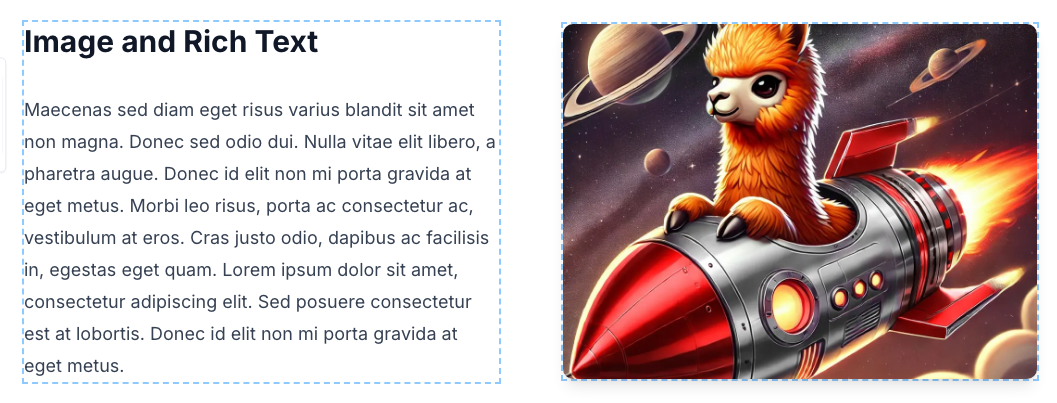 Image and Rich Text
Maecenas sed diam eget risus varius blandit sit amet
non magna. Donec sed odio dui. Nulla vitae elit libero, a
pharetra augue. Donec id elit non mi porta gravida at
eget metus. Morbi leo risus, porta ac consectetur ac,
vestibulum at eros. Cras justo odio, dapibus ac facilisis
in, egestas eget quam. Lorem ipsum dolor sit amet,
consectetur adipiscing elit. Sed posuere consectetur
est at lobortis. Donec id elit non mi porta gravida at
eget metus.